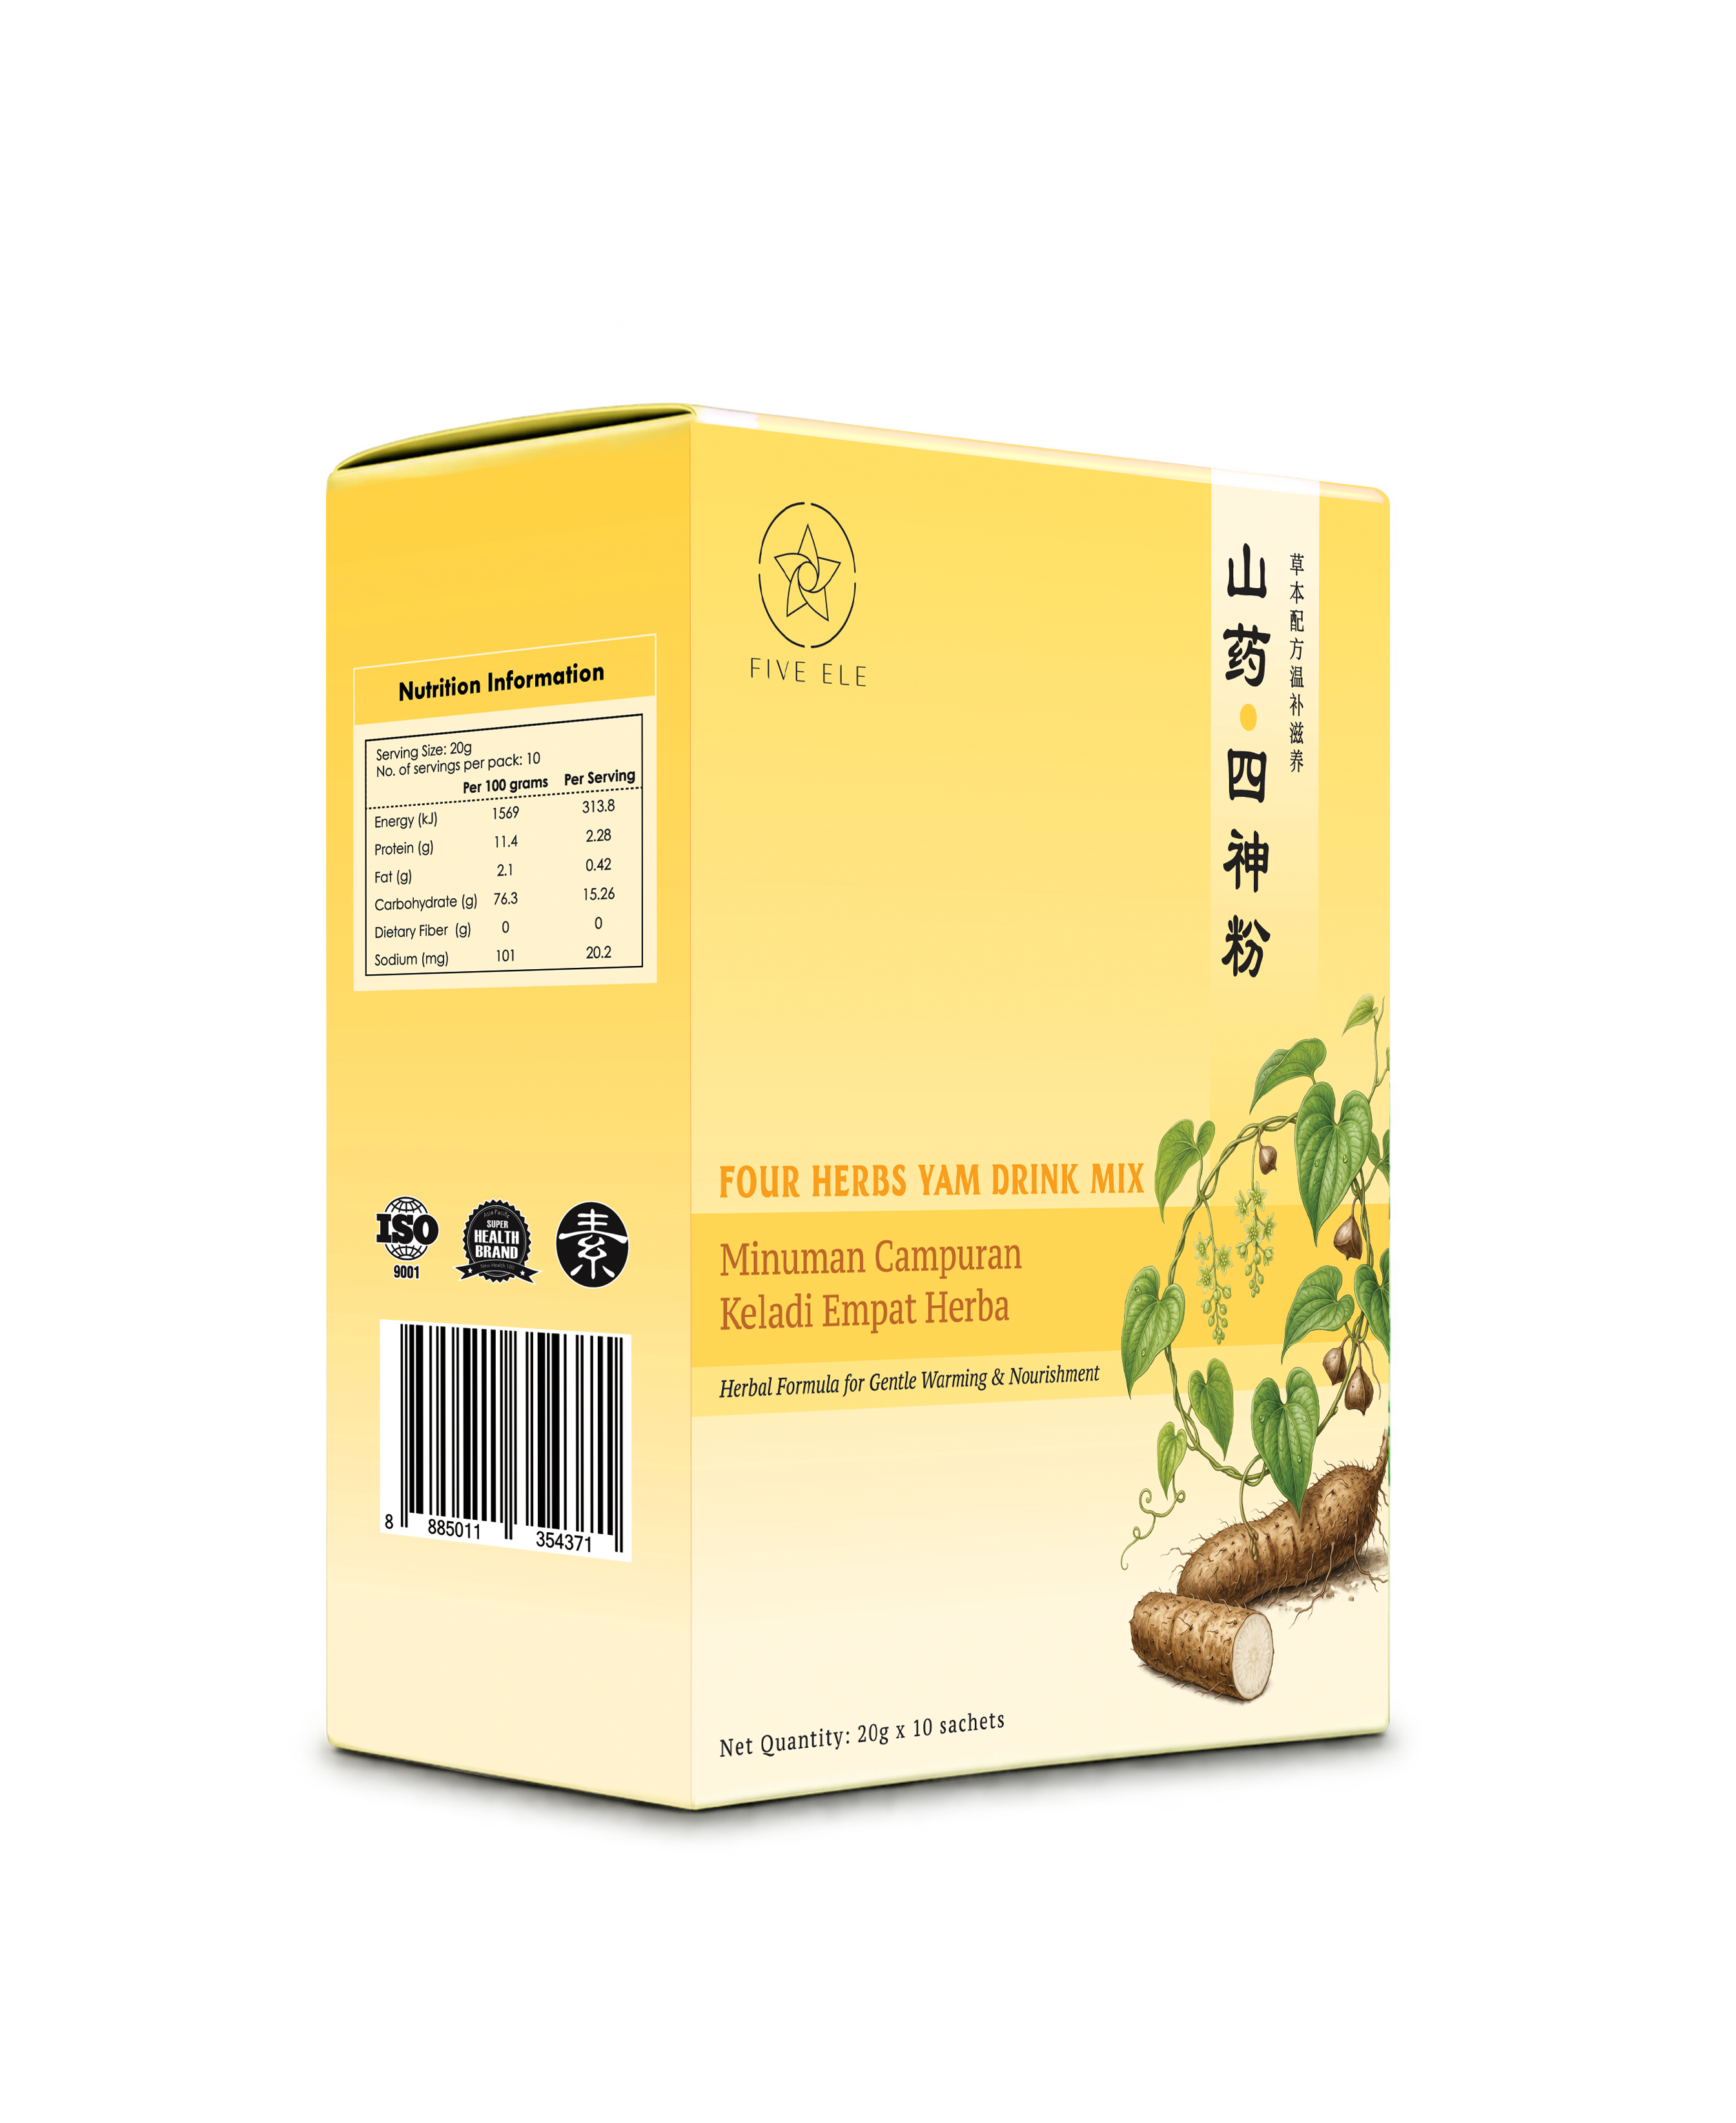 Nutrition Information
Serving Size: 20g
No. of servings per pack: 10
Per 100 grams Per Serving
Energy (kJ) 1569 313.8
Protein (g) 11.4 2.28
Fat (g) 2.1 0.42
Carbohydrate (g) 76.3 15.26
Dietary Fiber (g) 0 0
Sodium (mg) 101 20.2
ISO
9001
Asia Pacific
SUPER
HEALTH
BRAND
素
8 885011 354371
FIVE ELE
山药•四神粉
草本配方温补滋养
FOUR HERBS YAM DRINK MIX
Minuman Campuran
Keladi Empat Herba
Herbal Formula for Gentle Warming & Nourishment
Net Quantity: 20g x 10 sachets